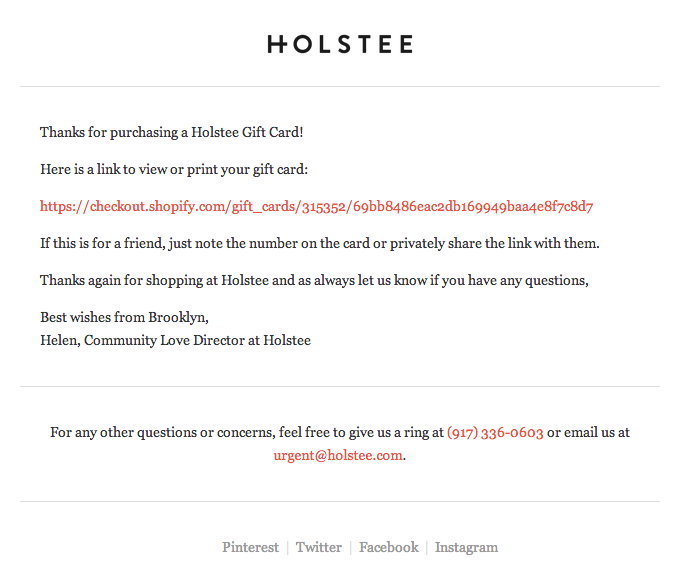 HOLSTEE
Thanks for purchasing a Holstee Gift Card!
Here is a link to view or print your gift card:
https://checkout.shopify.com/gift_cards/315352/69bb8486eac2db169949baa4e8f7c8d7
If this is for a friend, just note the number on the card or privately share the link with them.
Thanks again for shopping at Holstee and as always let us know if you have any questions,
Best wishes from Brooklyn,
Helen, Community Love Director at Holstee
For any other questions or concerns, feel free to give us a ring at (917) 336-0603 or email us at
urgent@holstee.com.
Pinterest | Twitter | Facebook | Instagram